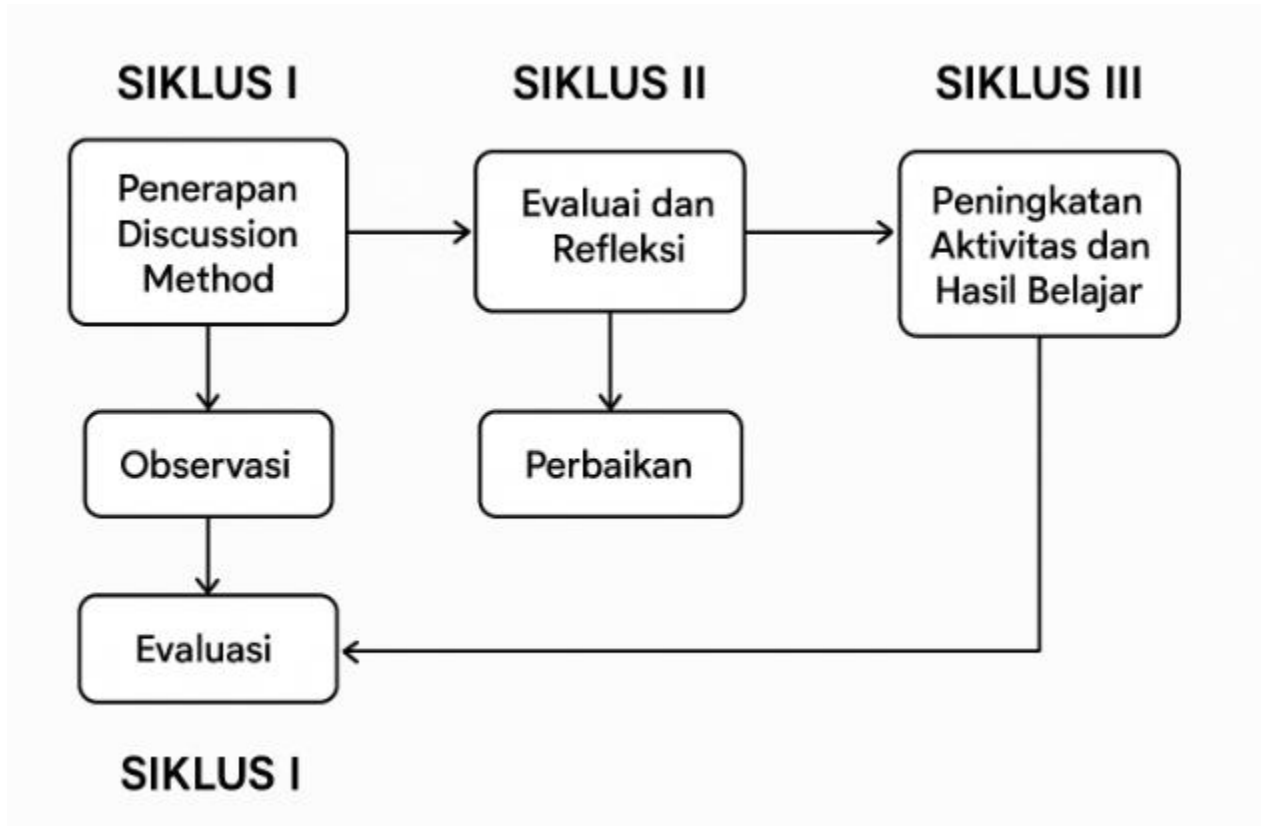 SIKLUS I
SIKLUS II
SIKLUS III
Penerapan
Discussion
Method
Evaluai dan
Refleksi
Peningkatan
Aktivitas dan
Hasil Belajar
Observasi
Perbaikan
Evaluasi
SIKLUS I